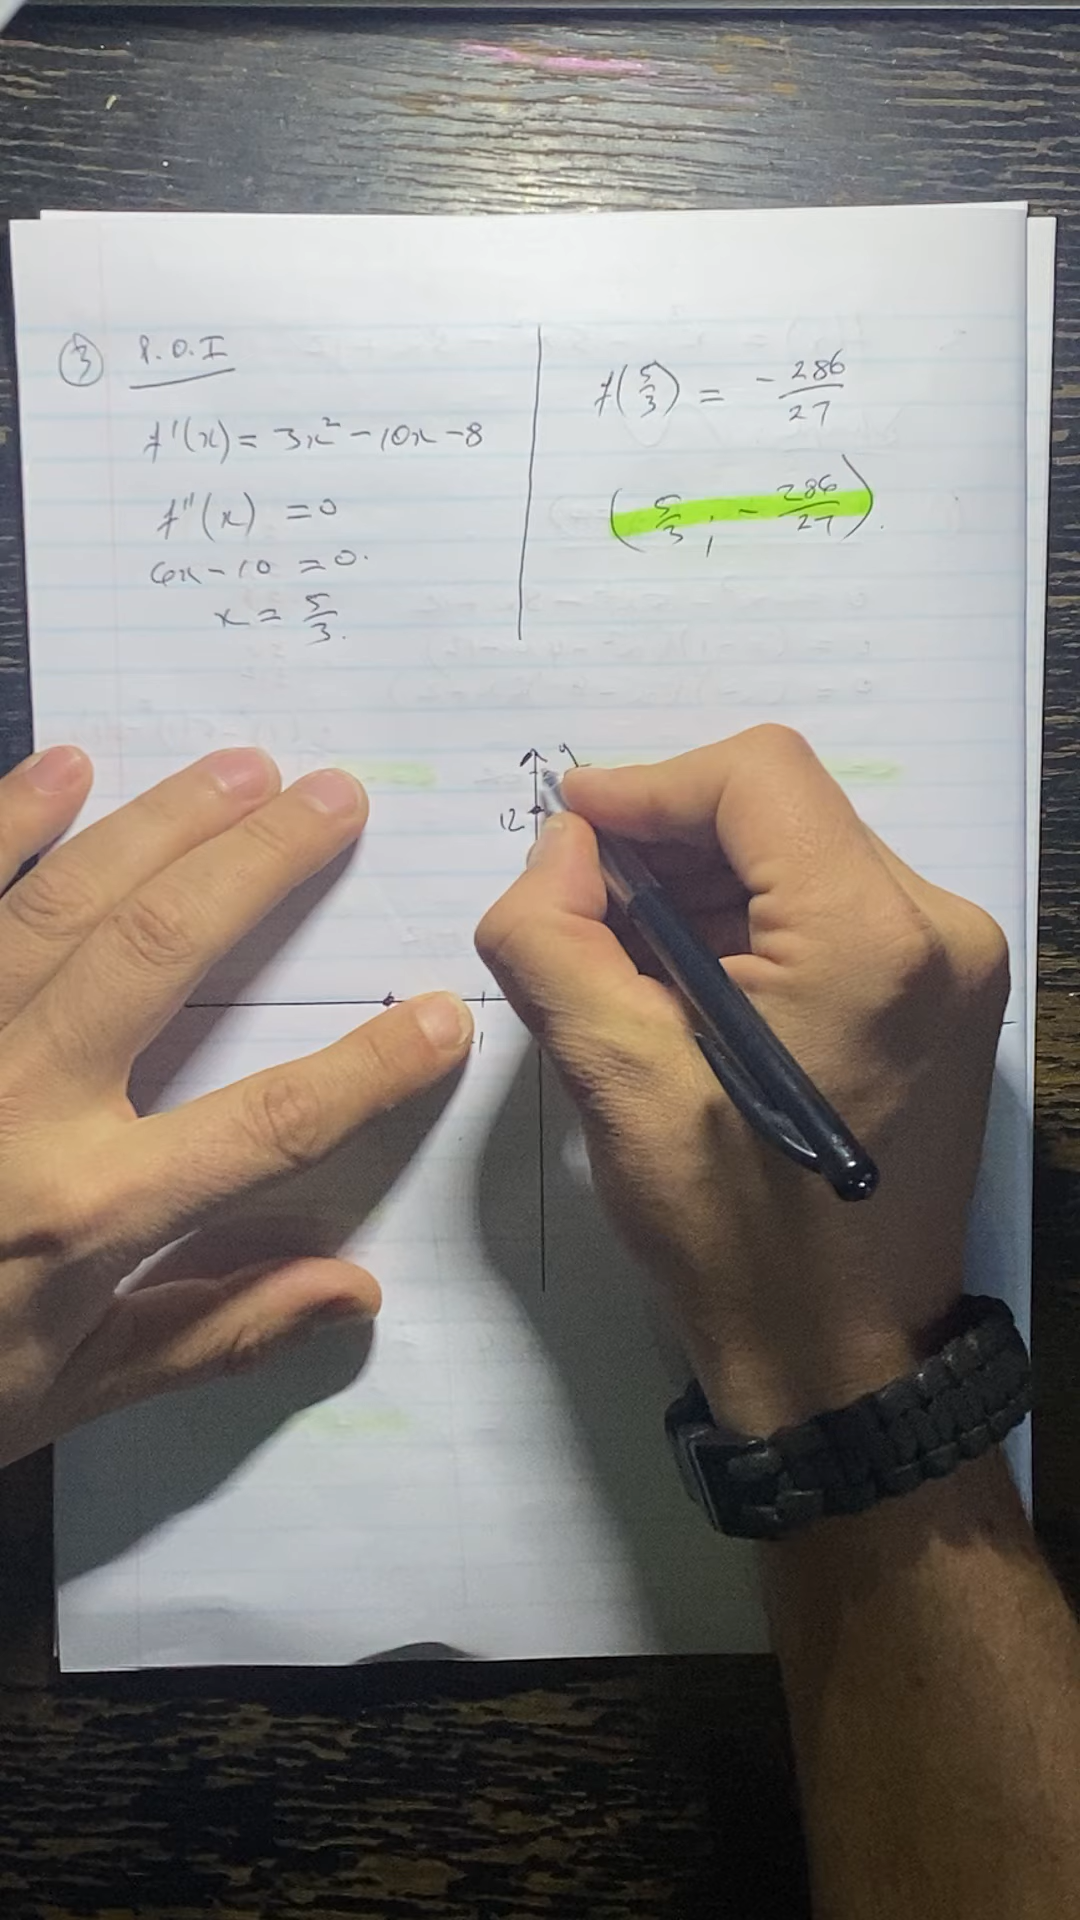 ③ P.O.I
f'(x) = 3x² - 10x - 8
f''(x) = 0
6x - 10 = 0.
x = 5/3.
f(5/3) = - 286/27
(5/3 ; - 286/27).
y
12
-1